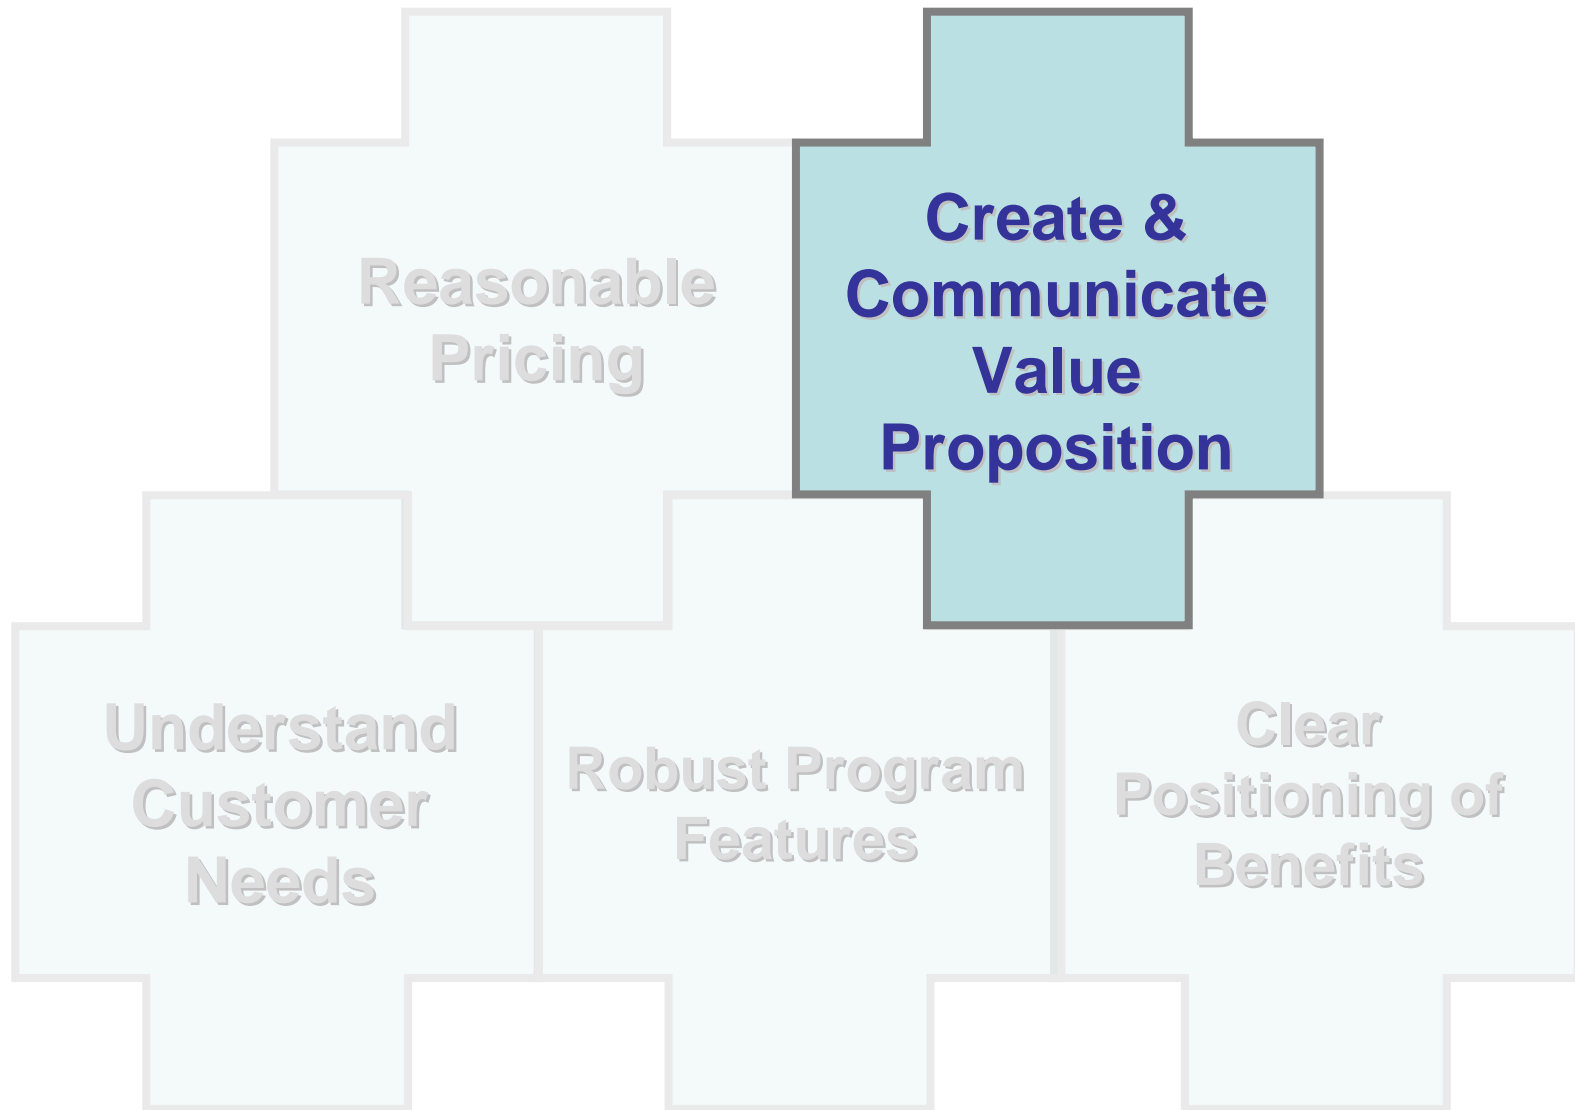 Reasonable
Pricing
Create &
Communicate
Value
Proposition
Understand
Customer
Needs
Robust Program
Features
Clear
Positioning of
Benefits